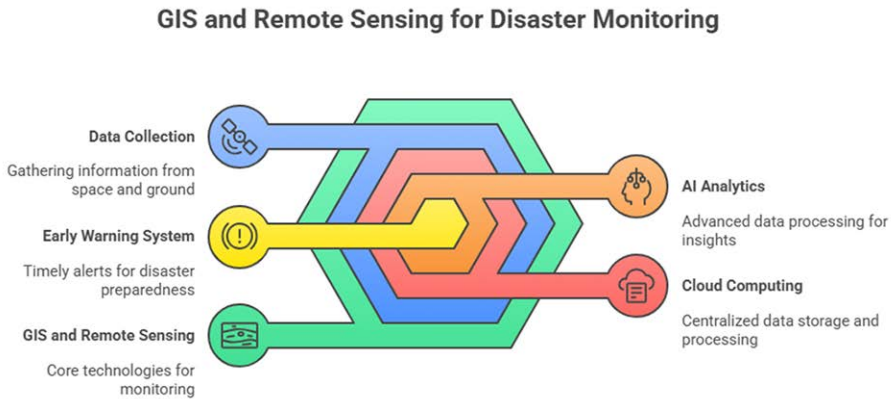 GIS and Remote Sensing for Disaster Monitoring
Data Collection
Gathering information from
space and ground
Early Warning System
Timely alerts for disaster
preparedness
GIS and Remote Sensing
Core technologies for
monitoring
AI Analytics
Advanced data processing for
insights
Cloud Computing
Centralized data storage and
processing